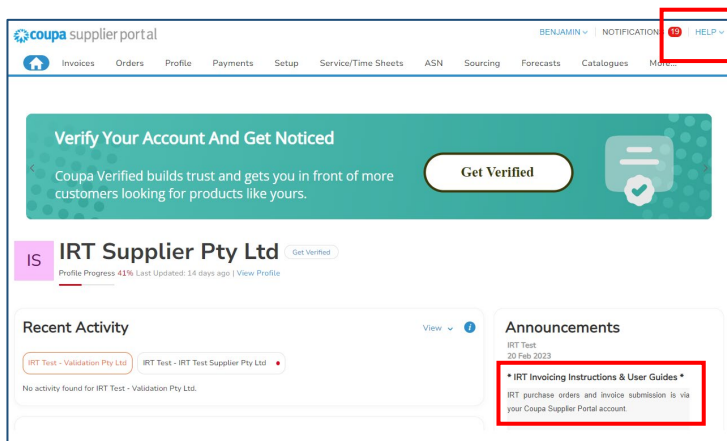 coupa supplier portal
BENJAMIN NOTIFICATIONS 19 HELP
Invoices Orders Profile Payments Setup Service/Time Sheets ASN Sourcing Forecasts Catalogues More...
Verify Your Account And Get Noticed
Coupa Verified builds trust and gets you in front of more
customers looking for products like yours.
Get Verified
IS
IRT Supplier Pty Ltd Get Verified
Profile Progress 41% Last Updated: 14 days ago | View Profile
Recent Activity View
IRT Test - Validation Pty Ltd IRT Test - IRT Test Supplier Pty Ltd
No activity found for IRT Test - Validation Pty Ltd.
Announcements
IRT Test
20 Feb 2023
* IRT Invoicing Instructions & User Guides *
IRT purchase orders and invoice submission is via
your Coupa Supplier Portal account